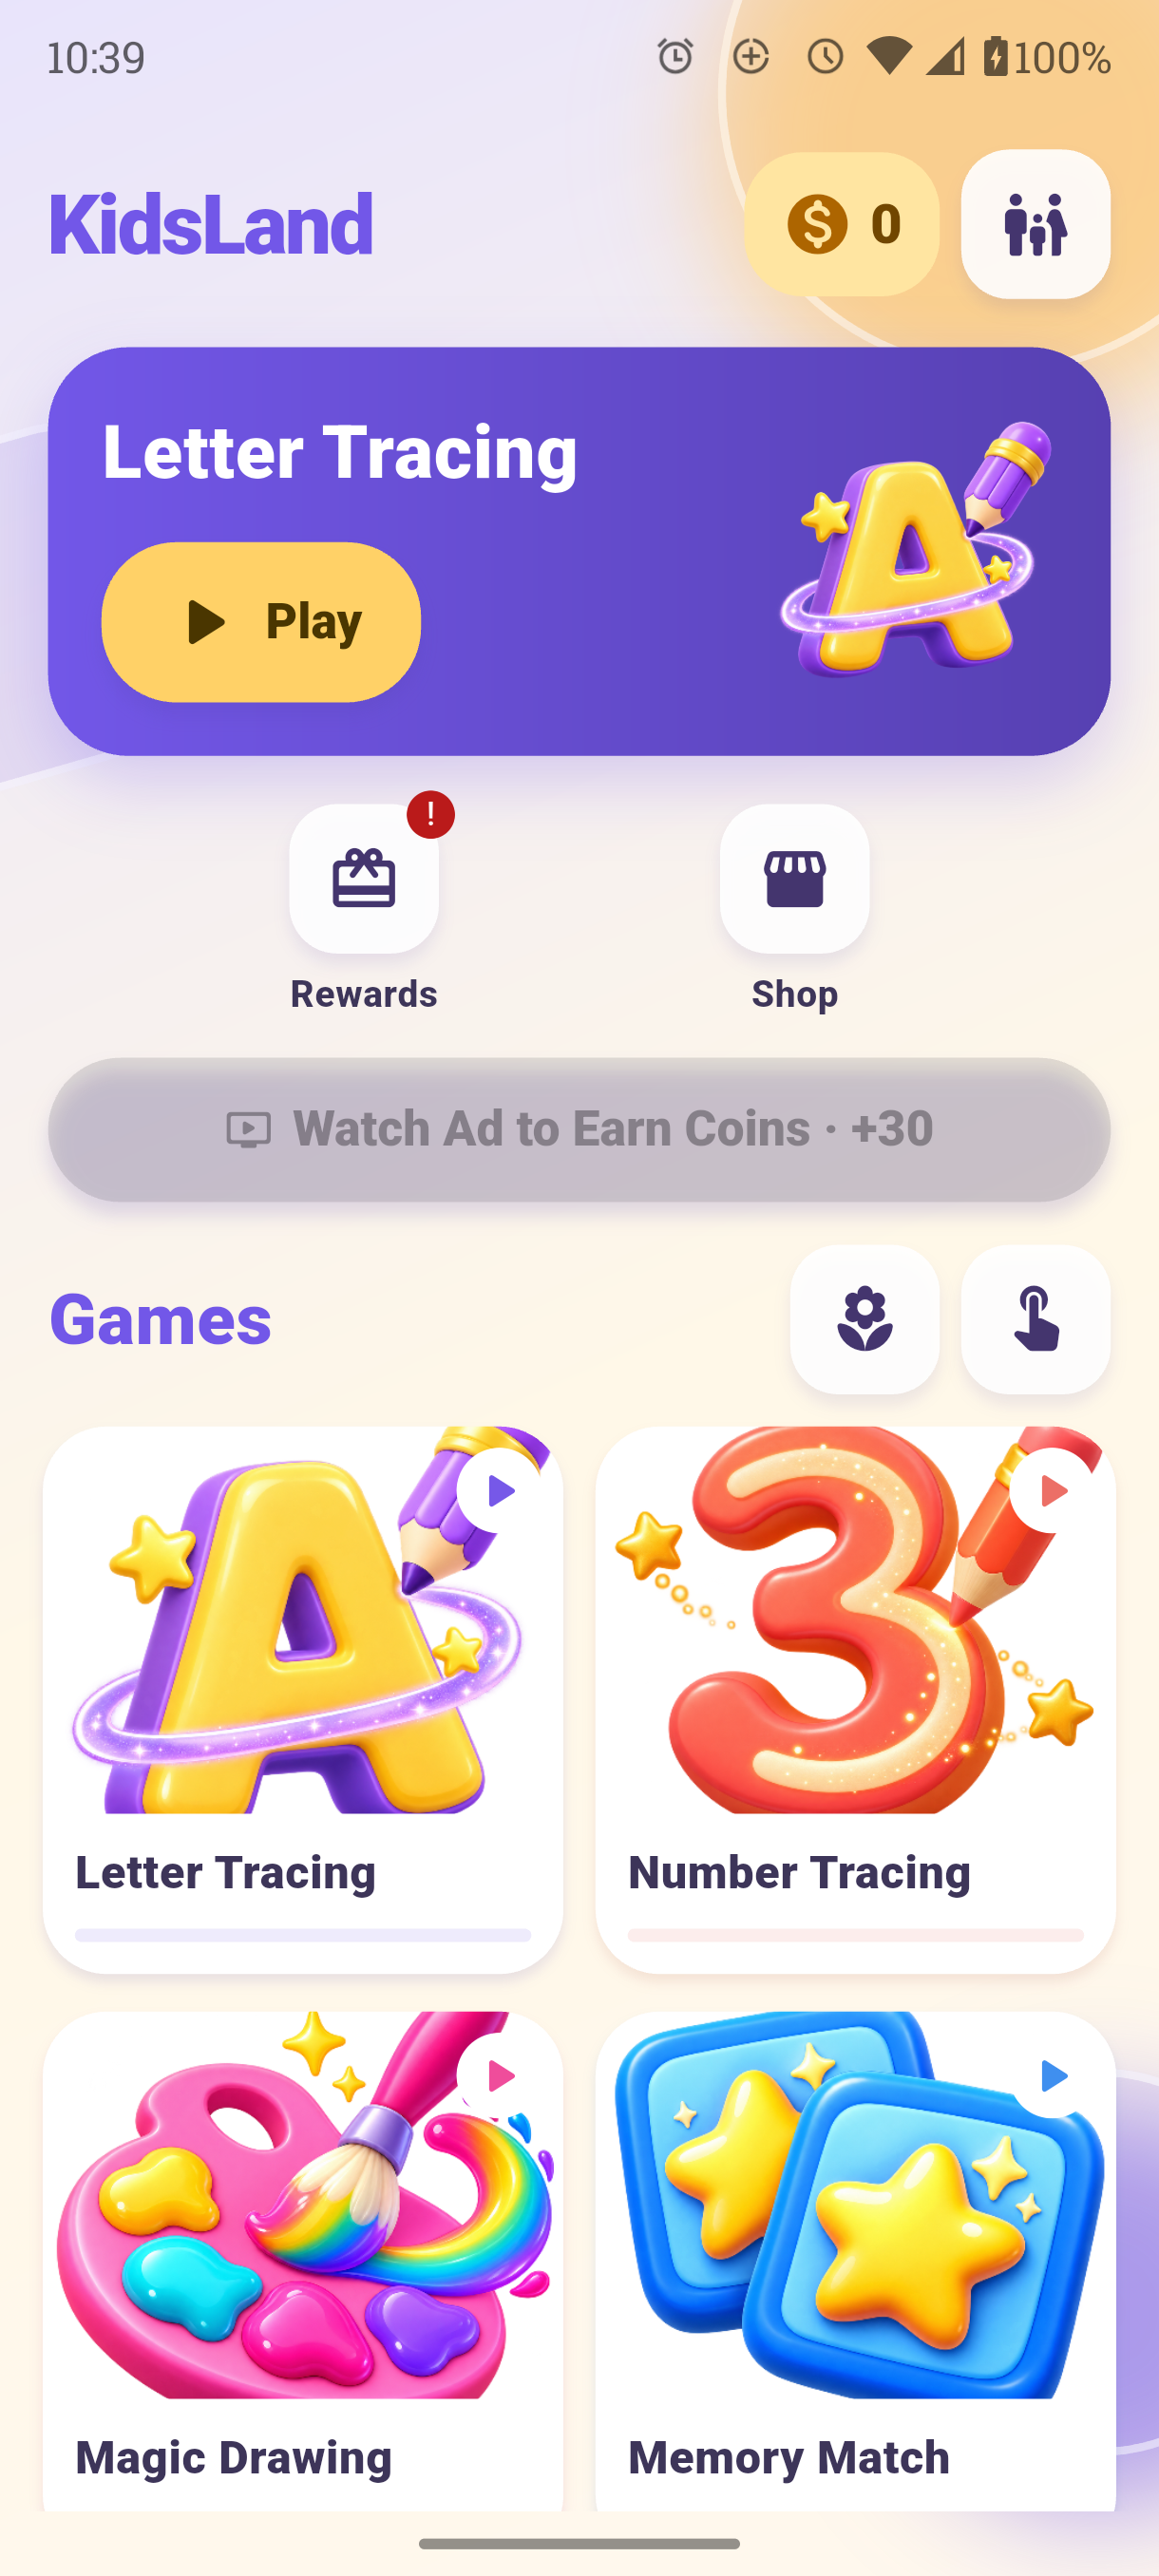 10:39
100%
KidsLand
0
Letter Tracing
Play
!
Rewards
Shop
Watch Ad to Earn Coins · +30
Games
A
3
Letter Tracing
Number Tracing
Magic Drawing
Memory Match